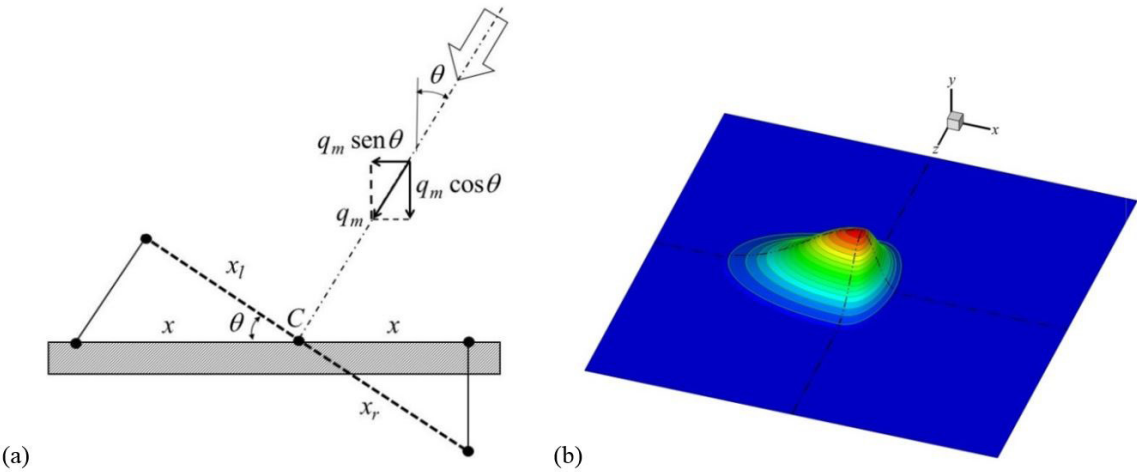 θ
q_m sen θ
q_m cos θ
q_m
x_l
x
θ
C
x
x_r
(a)
y
x
z
(b)